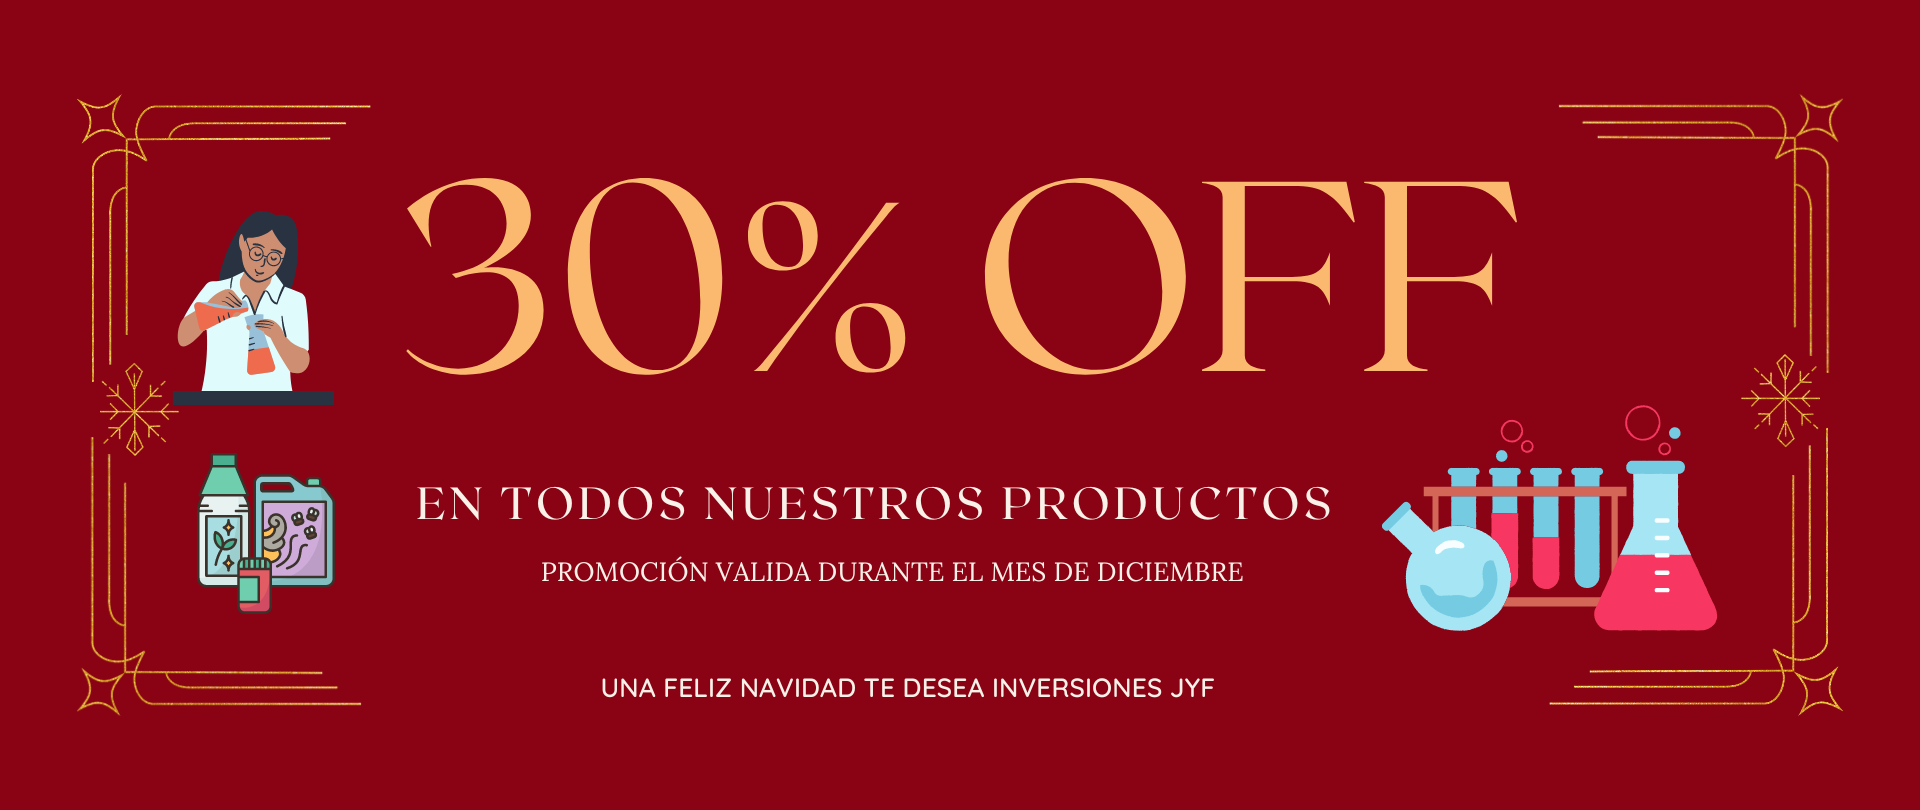 30% OFF
EN TODOS NUESTROS PRODUCTOS
PROMOCIÓN VALIDA DURANTE EL MES DE DICIEMBRE
UNA FELIZ NAVIDAD TE DESEA INVERSIONES JYF